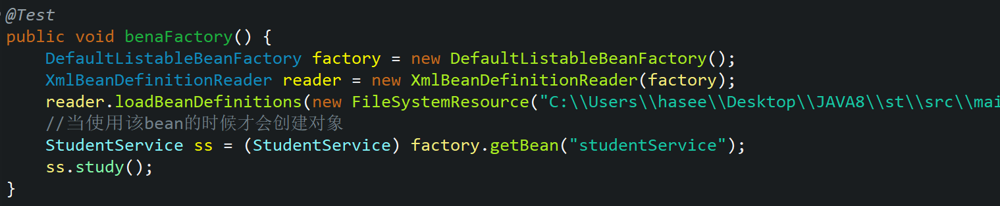 @Test
public void benaFactory() {
DefaultListableBeanFactory factory = new DefaultListableBeanFactory();
XmlBeanDefinitionReader reader = new XmlBeanDefinitionReader(factory);
reader.loadBeanDefinitions(new FileSystemResource("C:\\Users\\hasee\\Desktop\\JAVA8\\st\\src\\mai
//当使用该bean的时候才会创建对象
StudentService ss = (StudentService) factory.getBean("studentService");
ss.study();
}